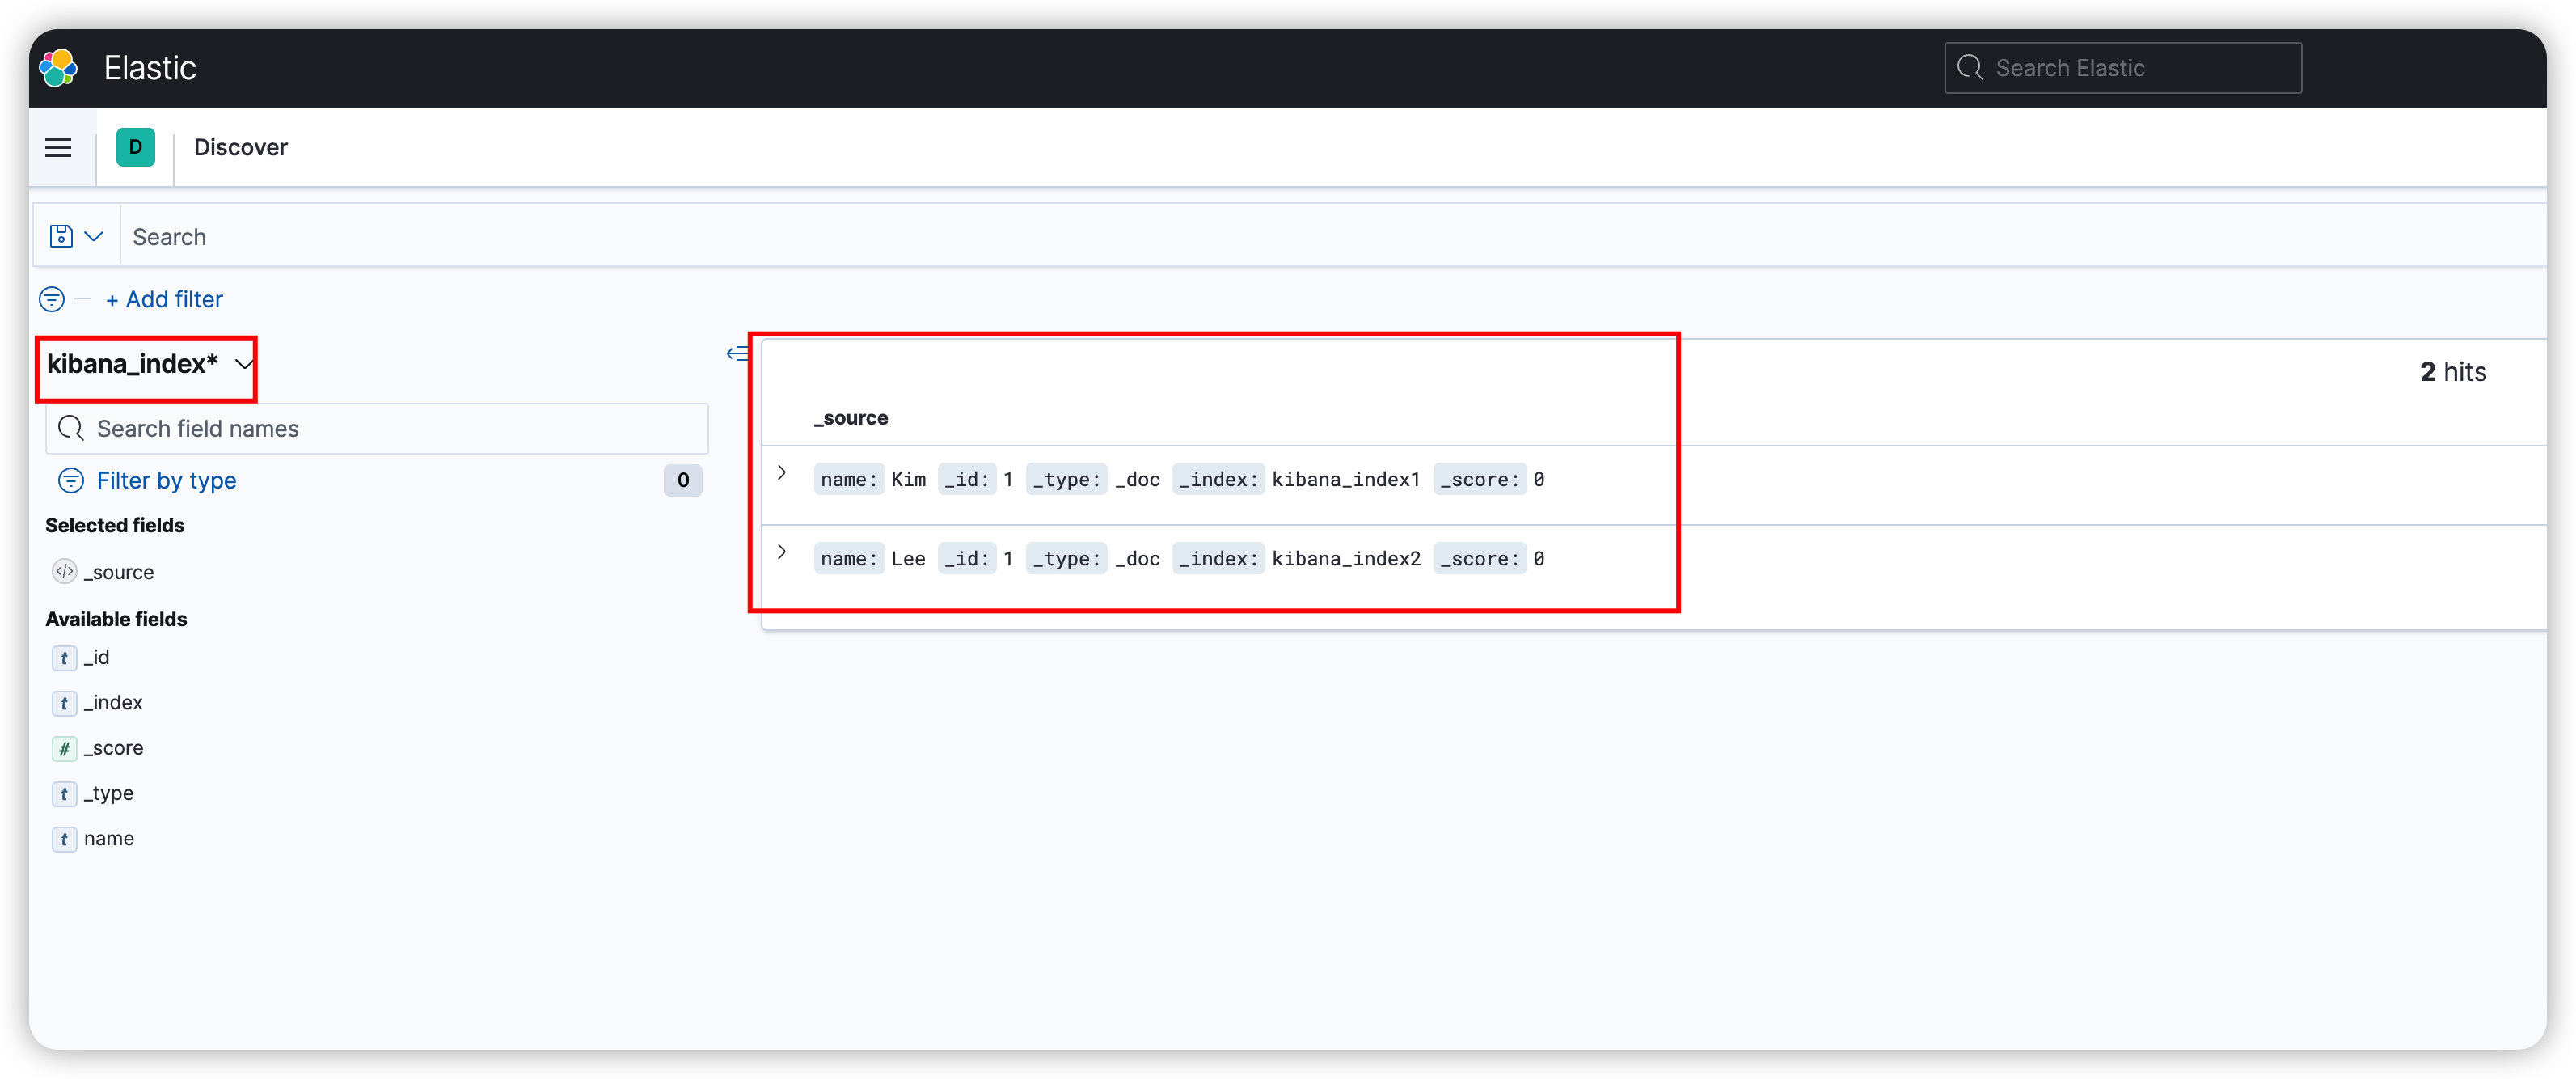 Elastic
Search Elastic
D
Discover
Search
+ Add filter
kibana_index*
2 hits
Search field names
_source
Filter by type 0
name: Kim _id: 1 _type: _doc _index: kibana_index1 _score: 0
Selected fields
name: Lee _id: 1 _type: _doc _index: kibana_index2 _score: 0
_source
Available fields
t _id
t _index
# _score
t _type
t name